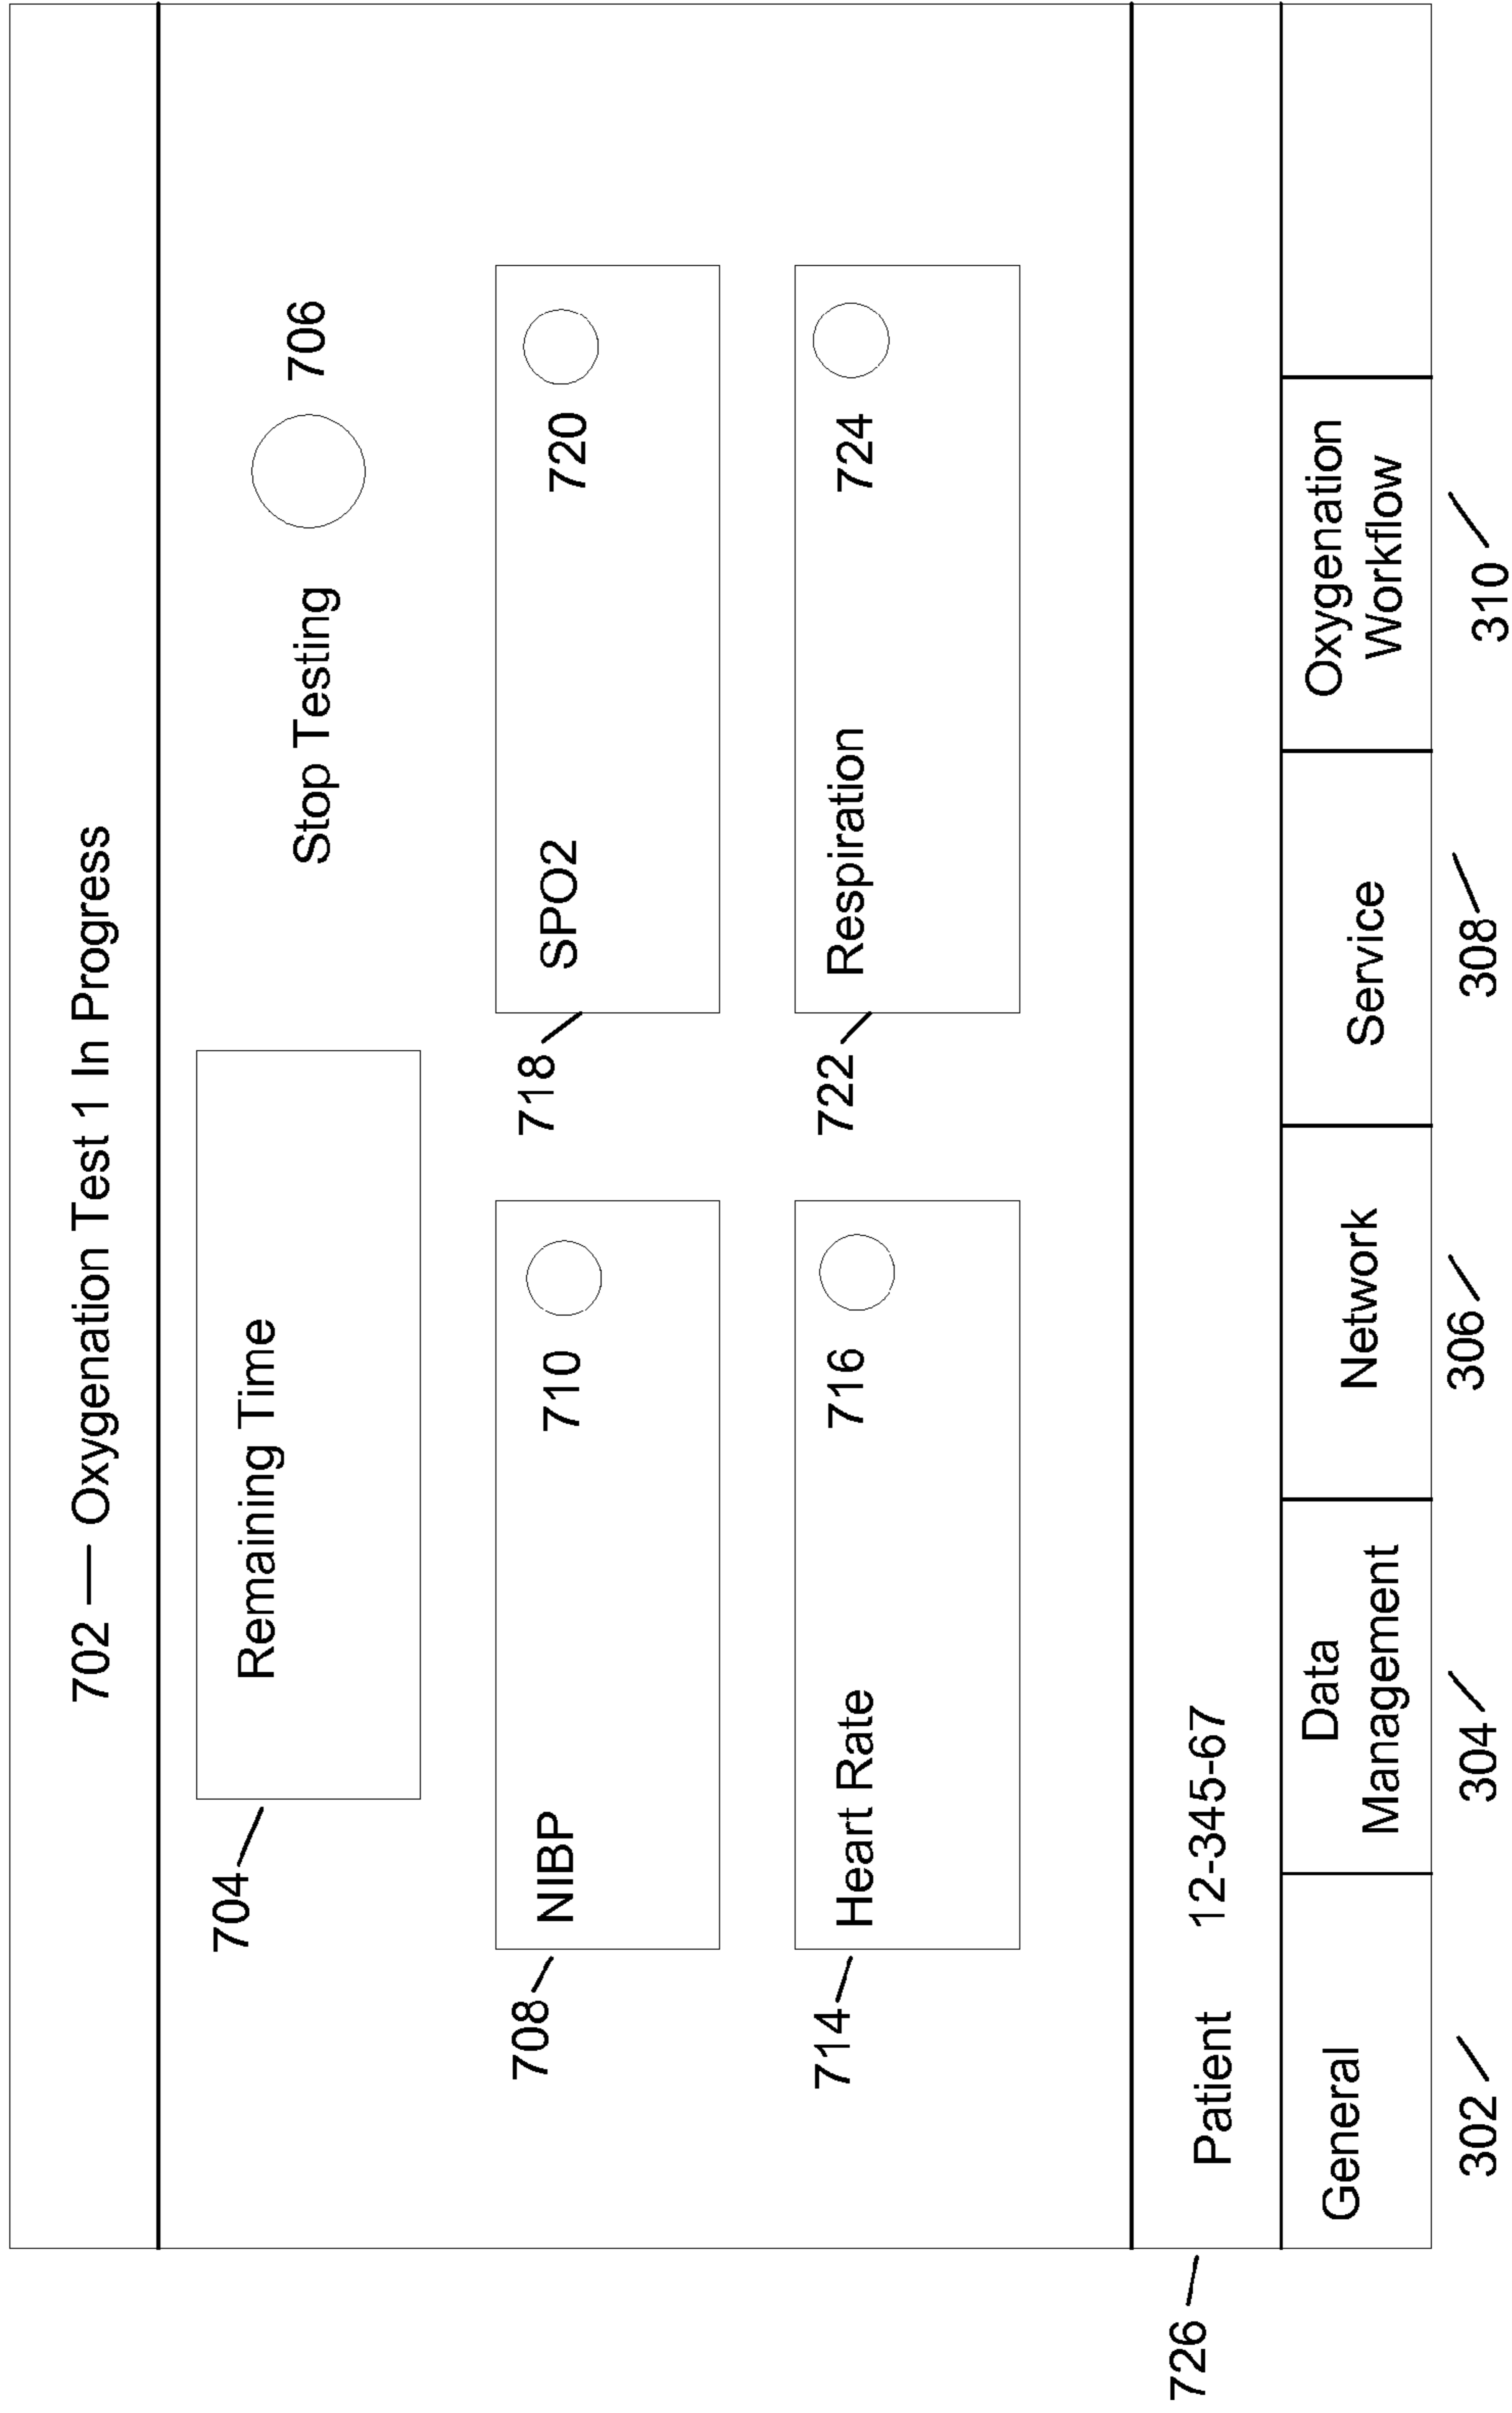 702 — Oxygenation Test 1 In Progress
704 Remaining Time
Stop Testing 706
708 NIBP 710
718 SPO2 720
714 Heart Rate 716
722 Respiration 724
726 Patient 12-345-67
General
Data
Management
Network
Service
Oxygenation
Workflow
302 304 306 308 310